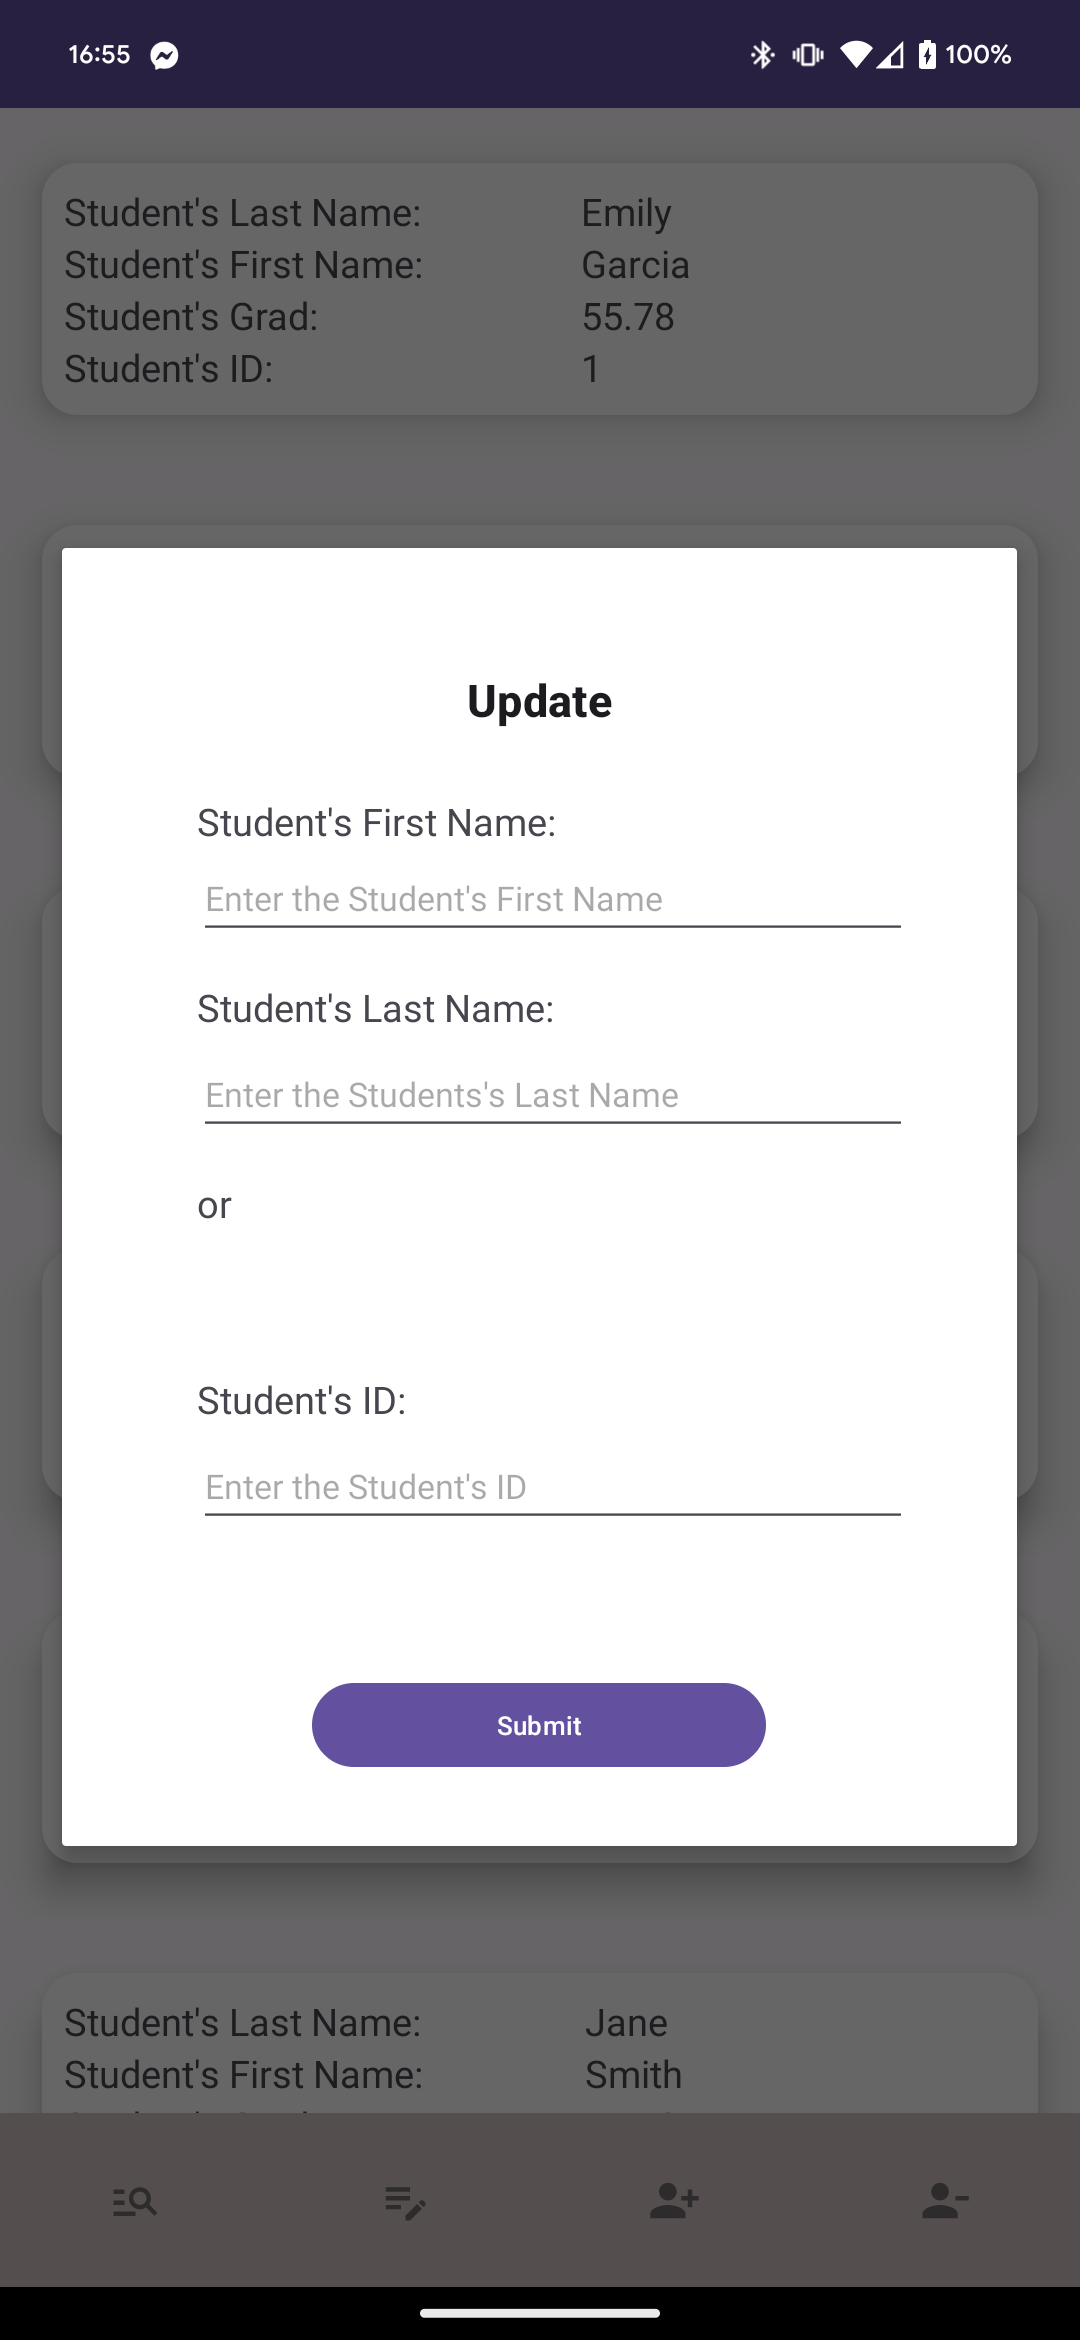 16:55
100%
Student's Last Name: Emily
Student's First Name: Garcia
Student's Grad: 55.78
Student's ID: 1
Update
Student's First Name:
Enter the Student's First Name
Student's Last Name:
Enter the Students's Last Name
or
Student's ID:
Enter the Student's ID
Submit
Student's Last Name: Jane
Student's First Name: Smith